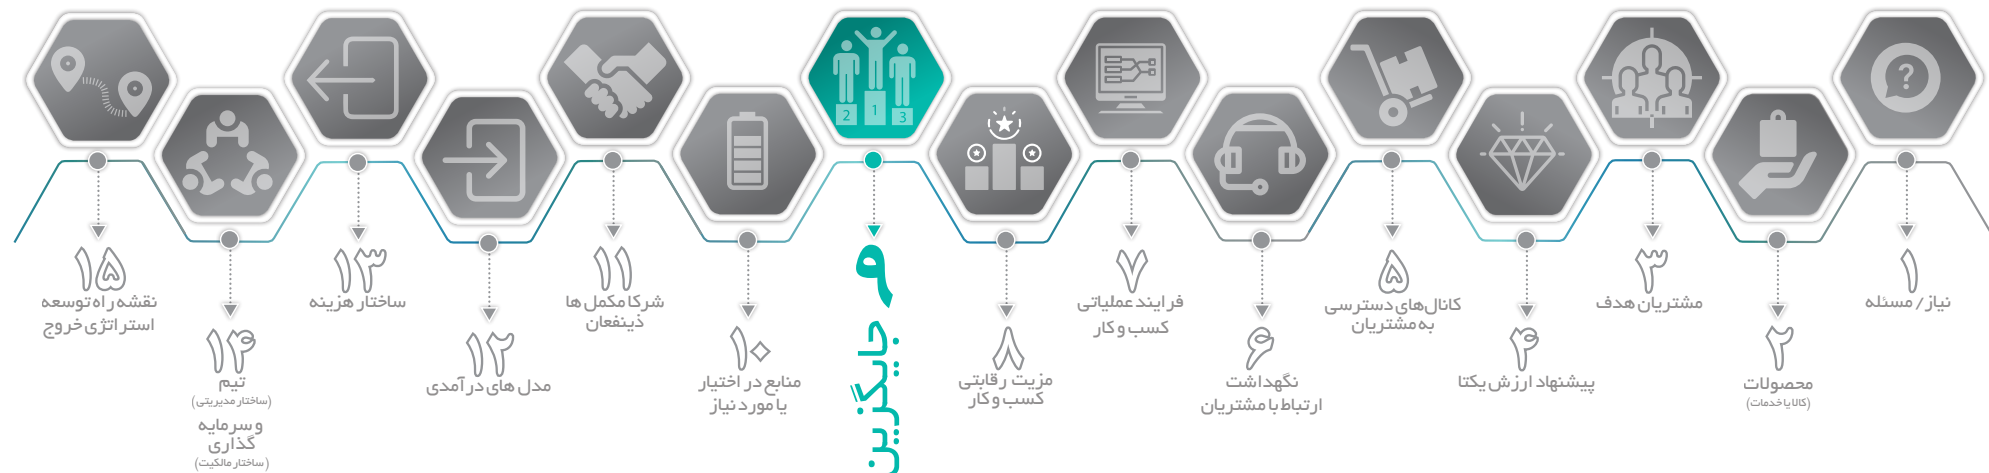 ۱
نیاز/ مسئله
۲
محصولات
(کالا یا خدمات)
۳
مشتریان هدف
۴
پیشنهاد ارزش یکتا
۵
کانال‌های دسترسی
به مشتریان
۶
نگهداشت
ارتباط با مشتریان
۷
فرایند عملیاتی
کسب و کار
۸
مزیت رقابتی
کسب و کار
2 1 3
۹
جایگزین
۱۰
منابع در اختیار
یا مورد نیاز
۱۱
شرکا مکمل ها
ذینفعان
۱۲
مدل های درآمدی
۱۳
ساختار هزینه
۱۴
تیم
(ساختار مدیریتی)
و سرمایه
گذاری
(ساختار مالکیت)
۱۵
نقشه راه توسعه
استراتژی خروج